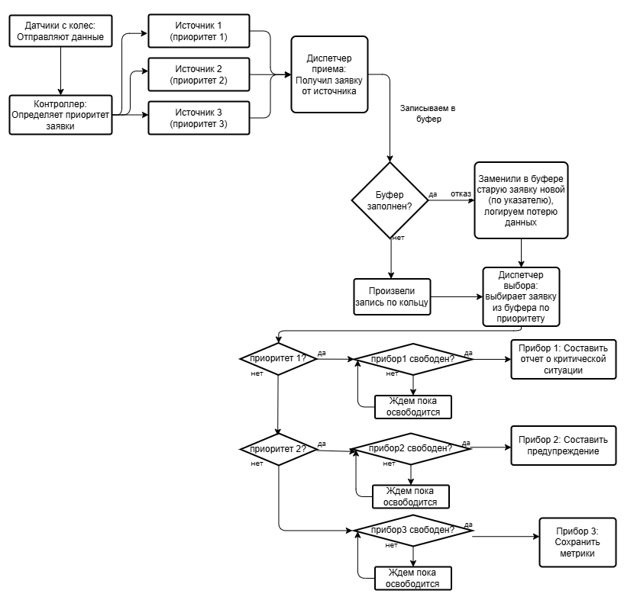 Датчики с колес:
Отправляют данные
Источник 1
(приоритет 1)
Источник 2
(приоритет 2)
Источник 3
(приоритет 3)
Контроллер:
Определяет приоритет
заявки
Диспетчер
приема:
Получил заявку
от источника
Записываем в
буфер
Буфер
заполнен?
да
отказ
нет
Заменили в буфере
старую заявку новой
(по указателю),
логируем потерю
данных
Произвели
запись по кольцу
Диспетчер
выбора:
выбирает заявку
из буфера по
приоритету
приоритет 1?
да
нет
прибор1 свободен?
да
нет
Ждем пока
освободится
Прибор 1: Составить
отчет о критической
ситуации
приоритет 2?
да
нет
прибор2 свободен?
да
нет
Ждем пока
освободится
Прибор 2: Составить
предупреждение
прибор3 свободен?
да
нет
Ждем пока
освободится
Прибор 3:
Сохранить
метрики